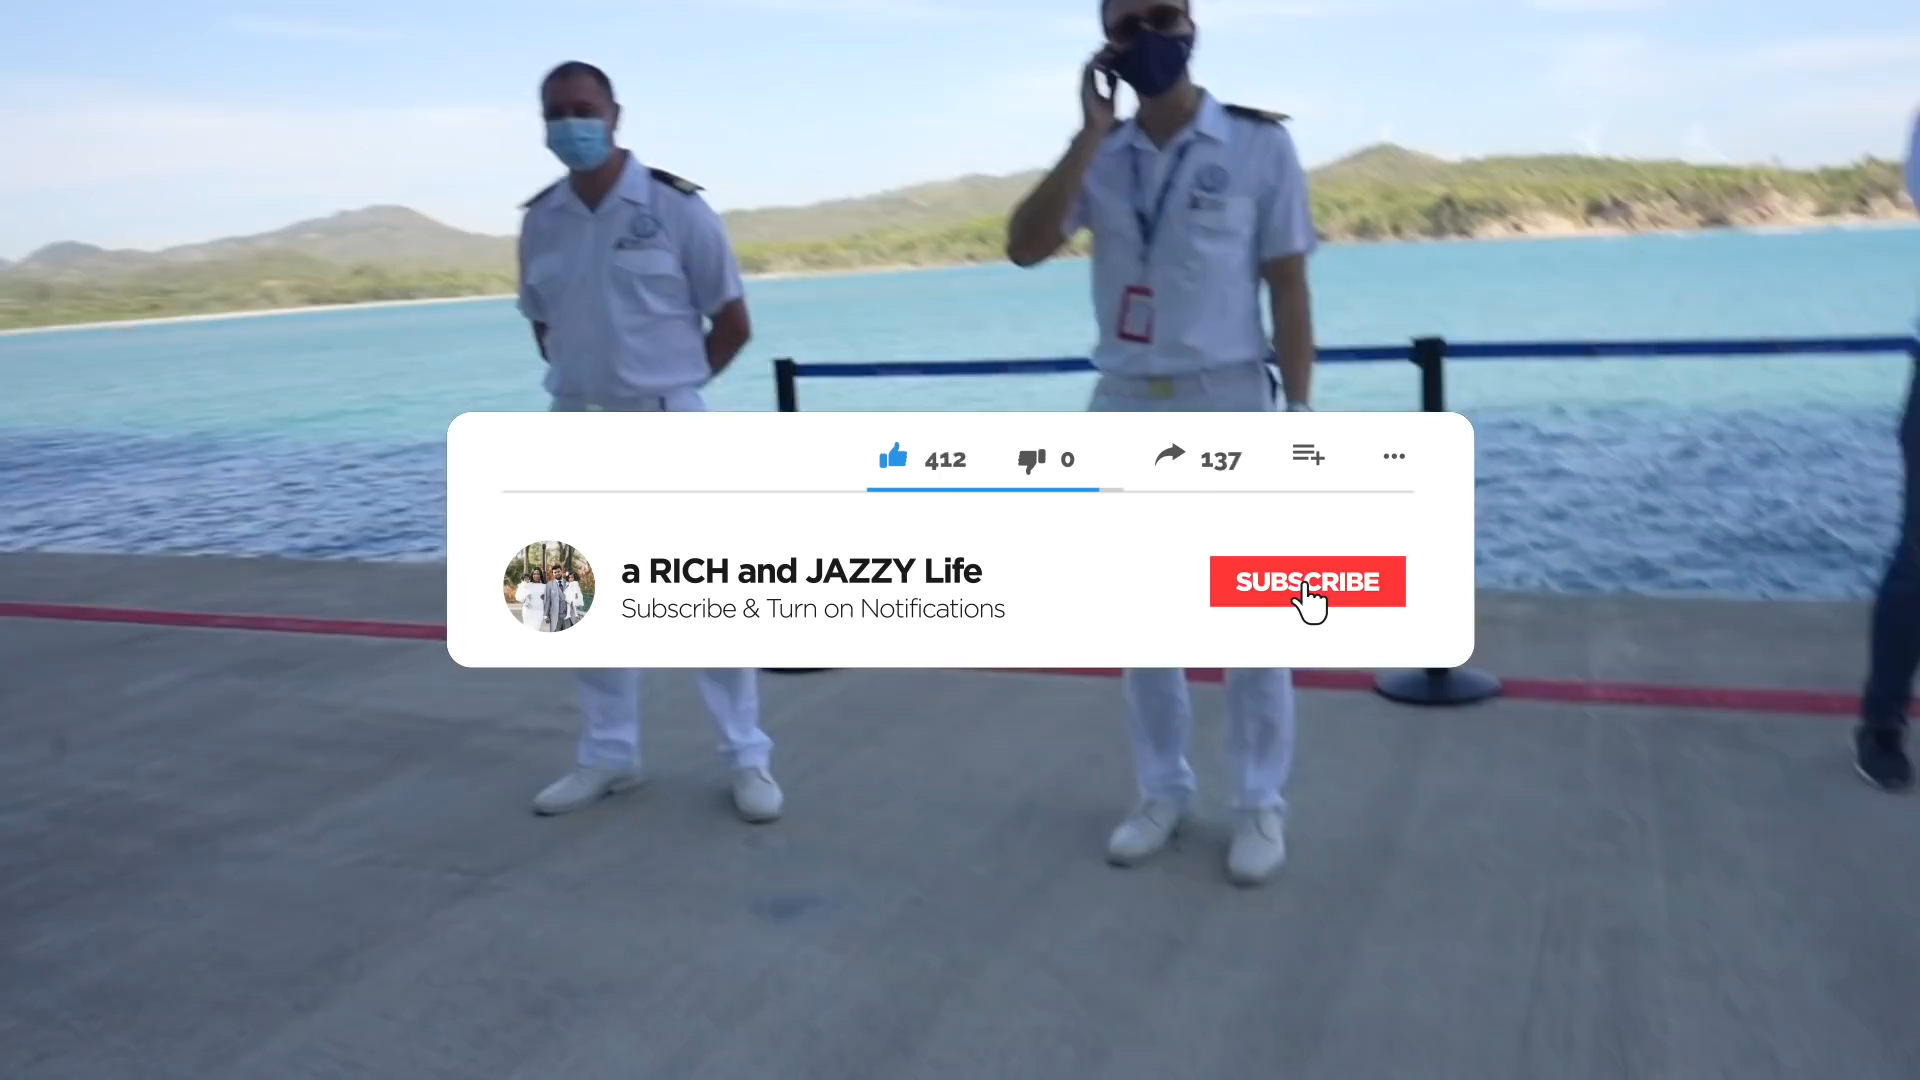 412 0 137
a RICH and JAZZY Life
Subscribe & Turn on Notifications
SUBSCRIBE